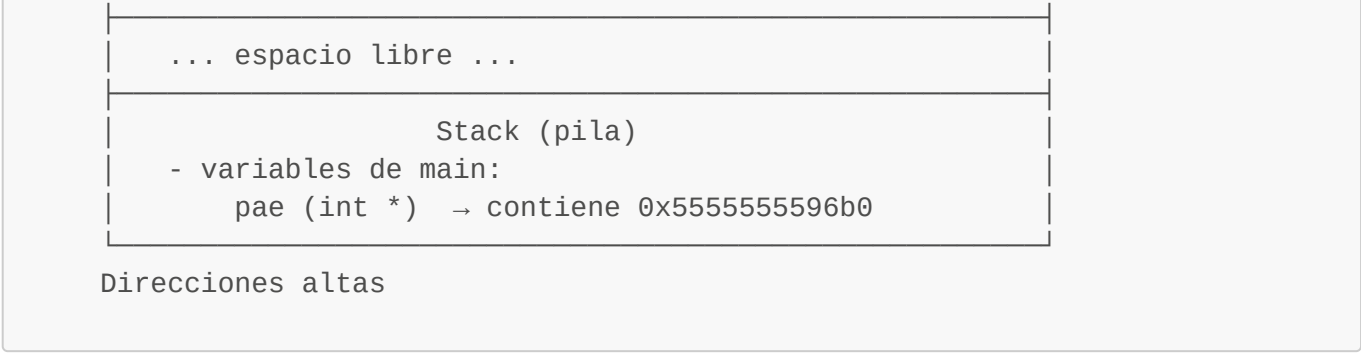 ... espacio libre ...
Stack (pila)
- variables de main:
pae (int *) → contiene 0x5555555596b0
Direcciones altas